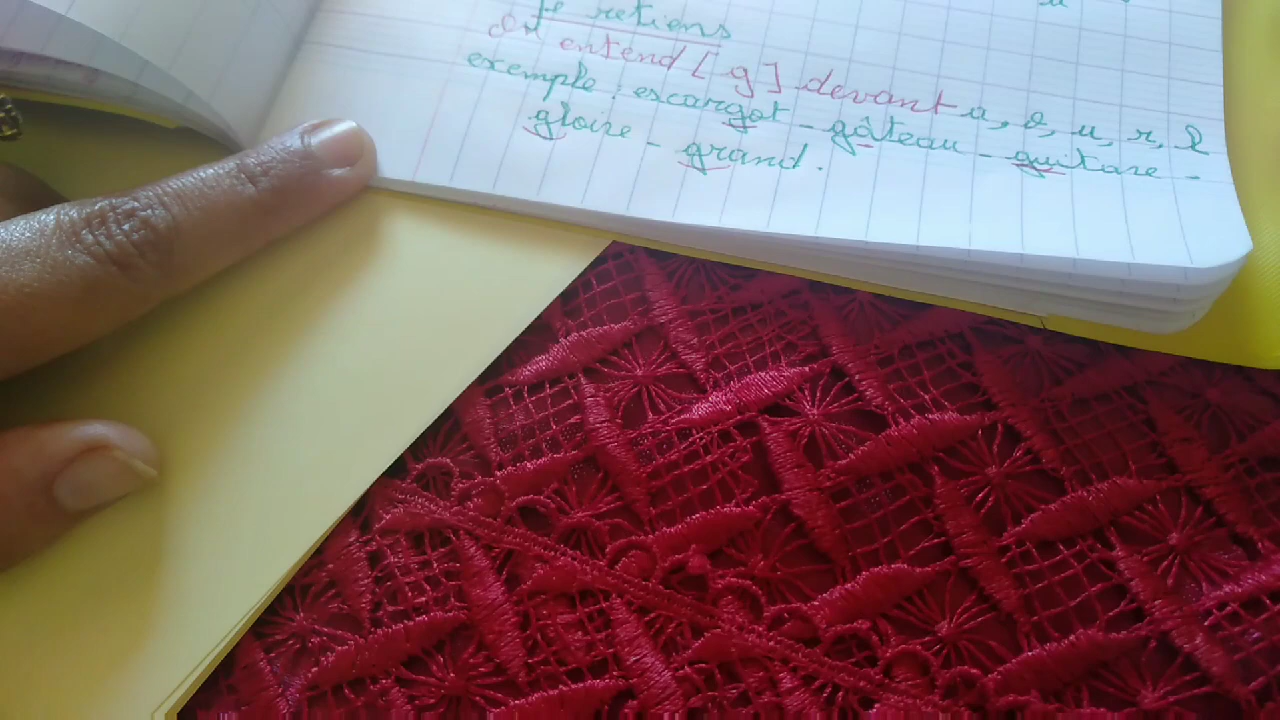 Je retiens
On entend [g] devant a, o, u, r, l
exemple : escargot - gâteau - guitare -
gloire - grand.